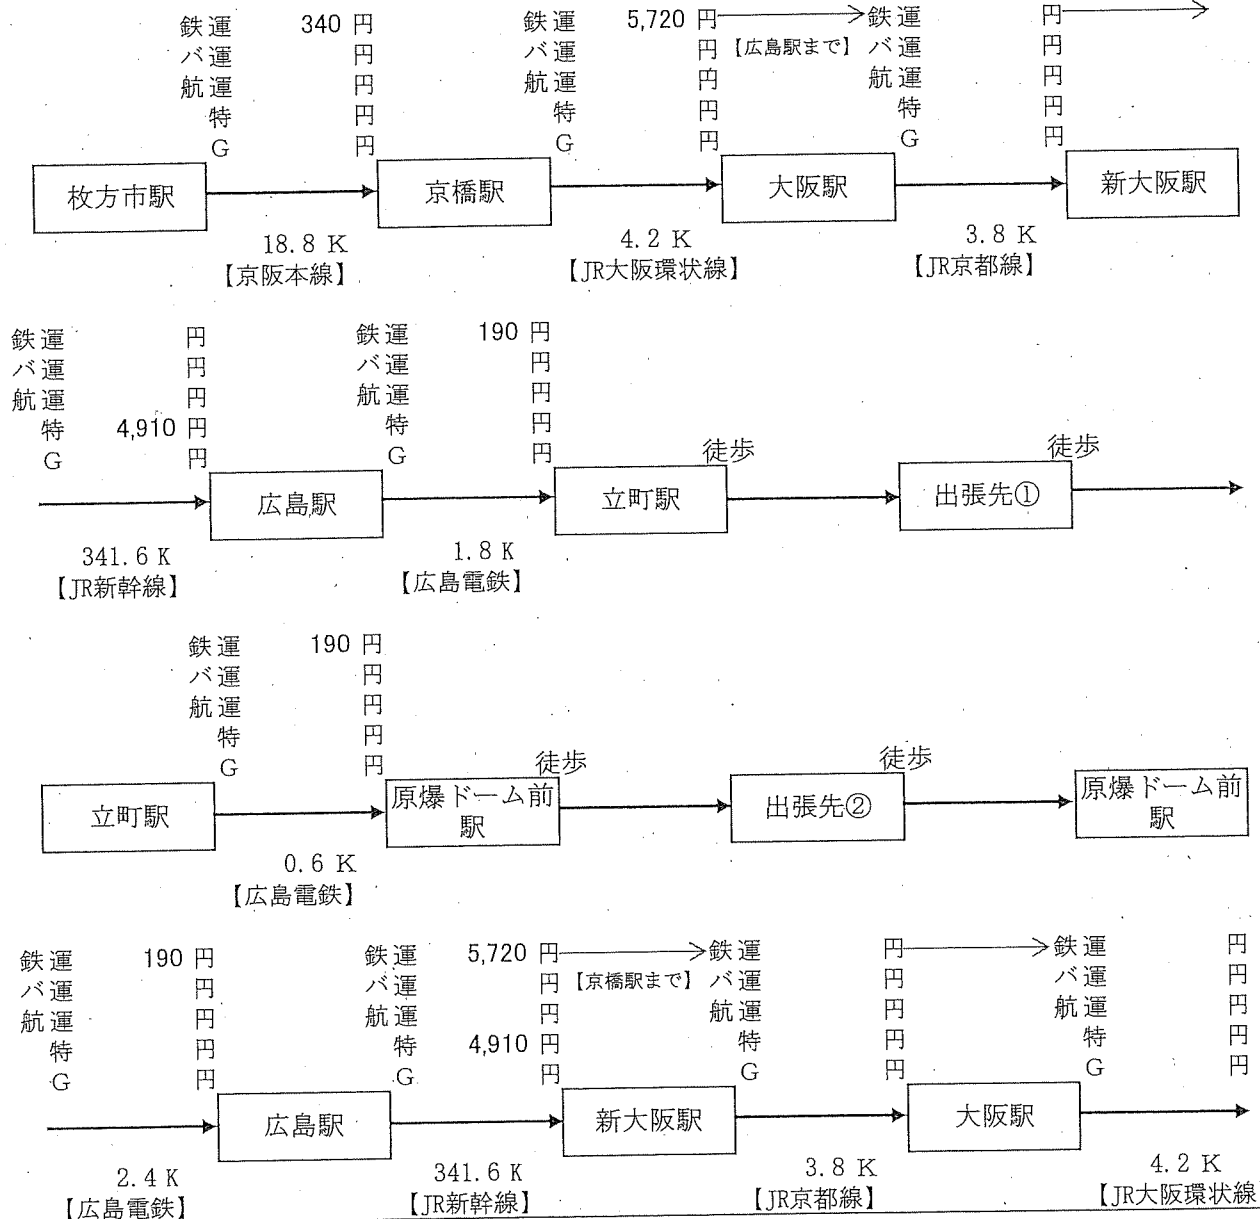 鉄運 340 円 鉄運 5,720 円 鉄運 円
バ運 円 バ運 円 【広島駅まで】 バ運 円
航運 円 航運 円 航運 円
特 円 特 円 特 円
G 円 G 円 G 円
枚方市駅 京橋駅 大阪駅 新大阪駅
18.8 K 4.2 K 3.8 K
【京阪本線】 【JR大阪環状線】 【JR京都線】
鉄運 円 鉄運 190 円
バ運 円 バ運 円
航運 円 航運 円
特 4,910 円 特 円
G 円 G 円 徒歩 徒歩
広島駅 立町駅 出張先①
341.6 K 1.8 K
【JR新幹線】 【広島電鉄】
鉄運 190 円
バ運 円
航運 円
特 円
G 円 徒歩 徒歩
立町駅 原爆ドーム前駅 出張先② 原爆ドーム前駅
0.6 K
【広島電鉄】
鉄運 190 円 鉄運 5,720 円 鉄運 円 鉄運 円
バ運 円 バ運 円 【京橋駅まで】 バ運 円 バ運 円
航運 円 航運 円 航運 円 航運 円
特 円 特 4,910 円 特 円 特 円
G 円 G 円 G 円 G 円
広島駅 新大阪駅 大阪駅
2.4 K 341.6 K 3.8 K 4.2 K
【広島電鉄】 【JR新幹線】 【JR京都線】 【JR大阪環状線